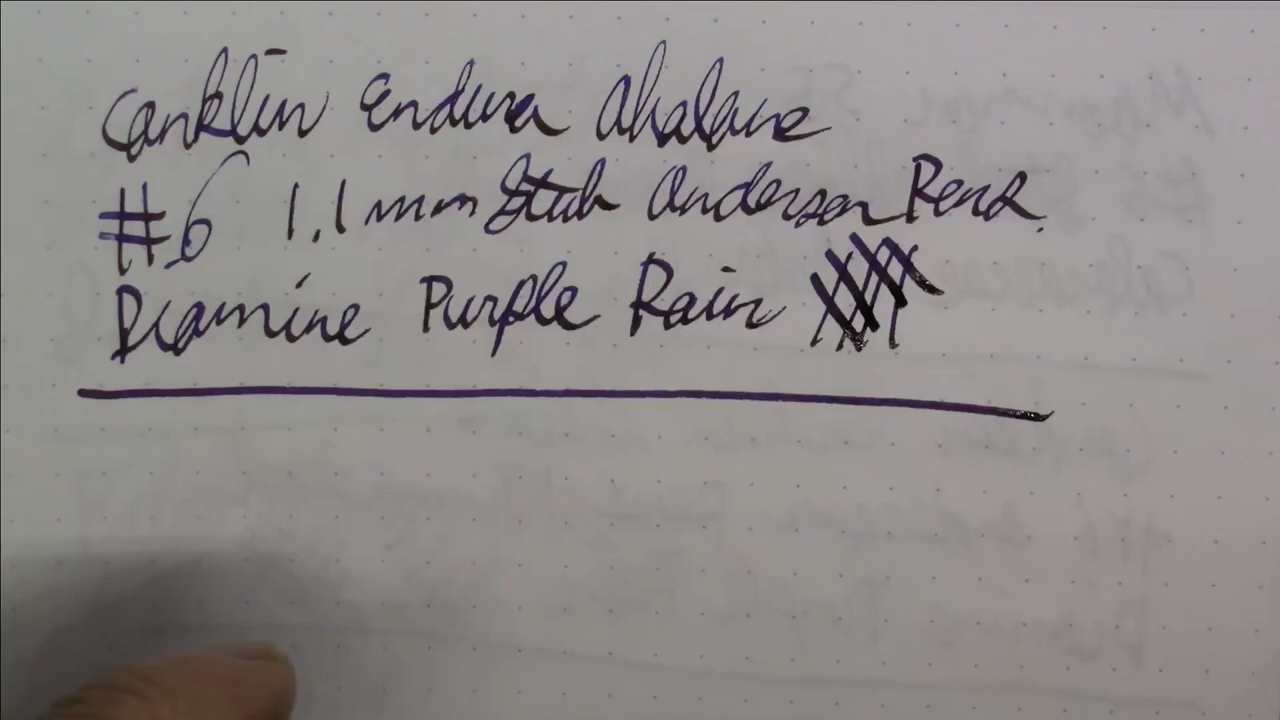 Conklin Endura Abalone
#6 1.1mm Stub Anderson Pens.
Diamine Purple Rain